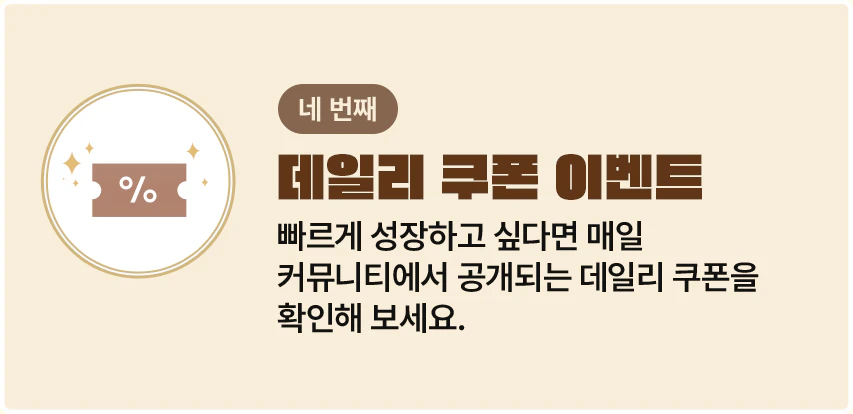 네 번째
데일리 쿠폰 이벤트
%
빠르게 성장하고 싶다면 매일
커뮤니티에서 공개되는 데일리 쿠폰을
확인해 보세요.